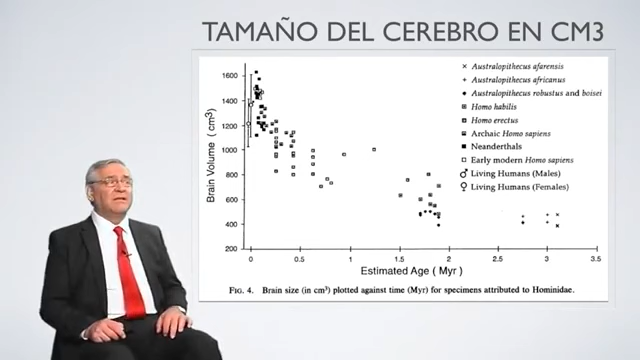 TAMAÑO DEL CEREBRO EN CM3
1600
1400
1200
1000
800
600
400
200
Brain Volume ( cm³)
0
0.5
1
1.5
2
2.5
3
3.5
Estimated Age ( Myr )
Australopithecus afarensis
Australopithecus africanus
Australopithecus robustus and boisei
Homo habilis
Homo erectus
Archaic Homo sapiens
Neanderthals
Early modern Homo sapiens
♂ Living Humans (Males)
♀ Living Humans (Females)
FIG. 4. Brain size (in cm³) plotted against time (Myr) for specimens attributed to Hominidae.